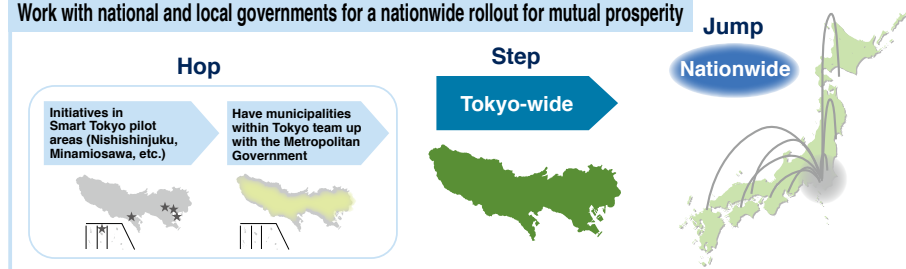 Work with national and local governments for a nationwide rollout for mutual prosperity
Hop
Initiatives in
Smart Tokyo pilot
areas (Nishishinjuku,
Minamiosawa, etc.)
Have municipalities
within Tokyo team up
with the Metropolitan
Government
Step
Tokyo-wide
Jump
Nationwide